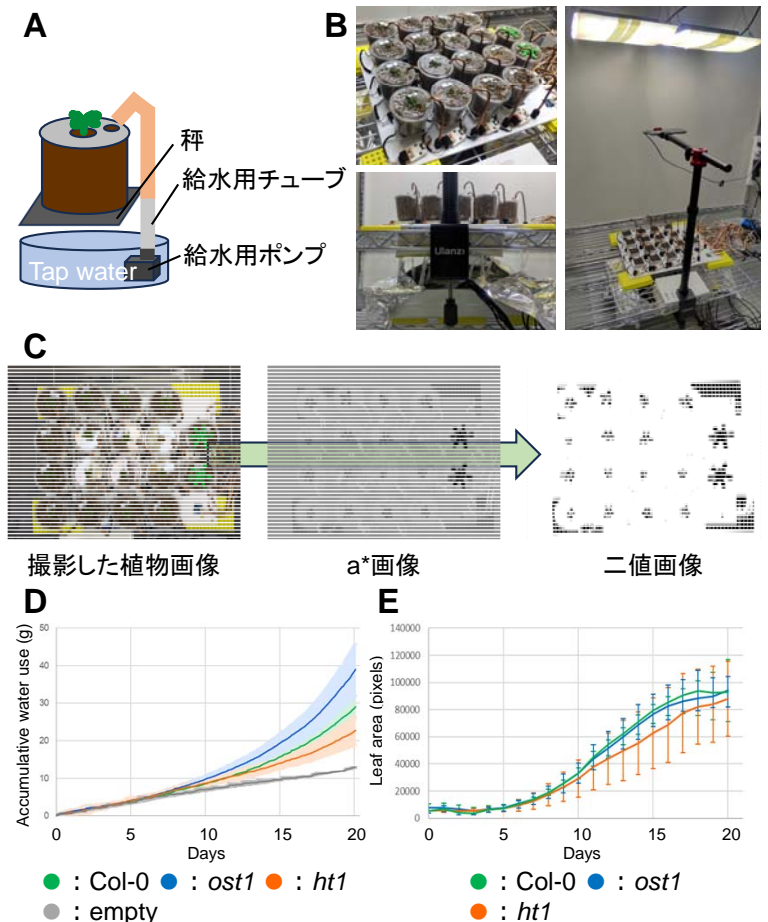 A
B
秤
給水用チューブ
給水用ポンプ
Tap water
Ulanzi
C
撮影した植物画像
a*画像
二値画像
D
E
Accumulative water use (g)
50
40
30
20
10
0
0
5
10
15
20
Days
● : Col-0 ● : ost1 ● : ht1
● : empty
Leaf area (pixels)
140000
120000
100000
80000
60000
40000
20000
0
0
5
10
15
20
Days
● : Col-0 ● : ost1
● : ht1